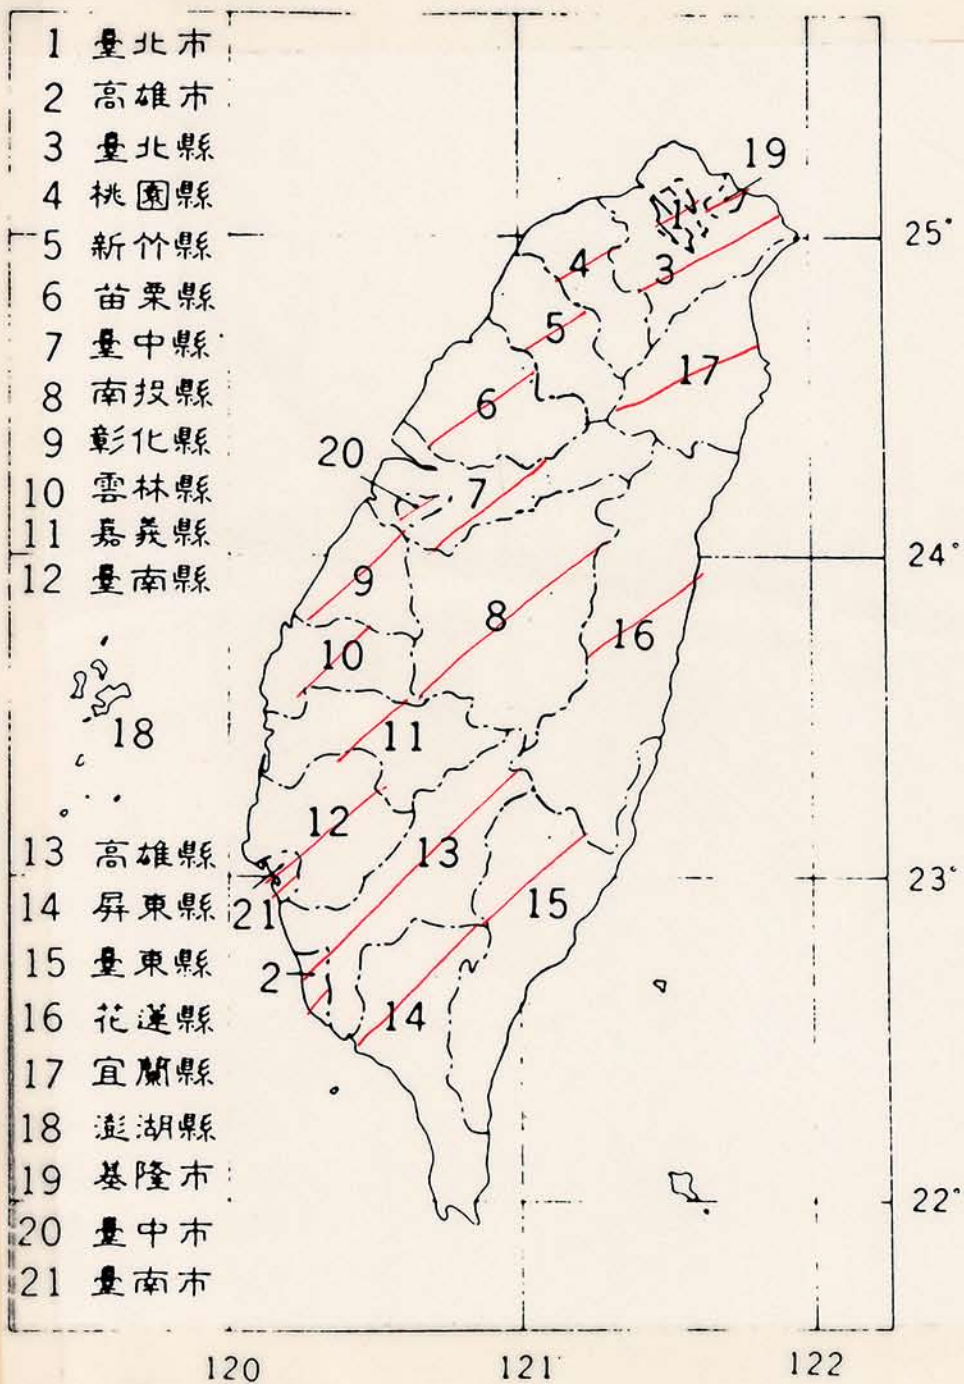 1 臺北市
2 高雄市
3 臺北縣
4 桃園縣
5 新竹縣
6 苗栗縣
7 臺中縣
8 南投縣
9 彰化縣
10 雲林縣
11 嘉義縣
12 臺南縣
13 高雄縣
14 屏東縣
15 臺東縣
16 花蓮縣
17 宜蘭縣
18 澎湖縣
19 基隆市
20 臺中市
21 臺南市
19
1
4
3
5
17
6
20
7
9
8
16
10
18
11
12
13
21
15
2
14
25°
24°
23°
22°
120
121
122